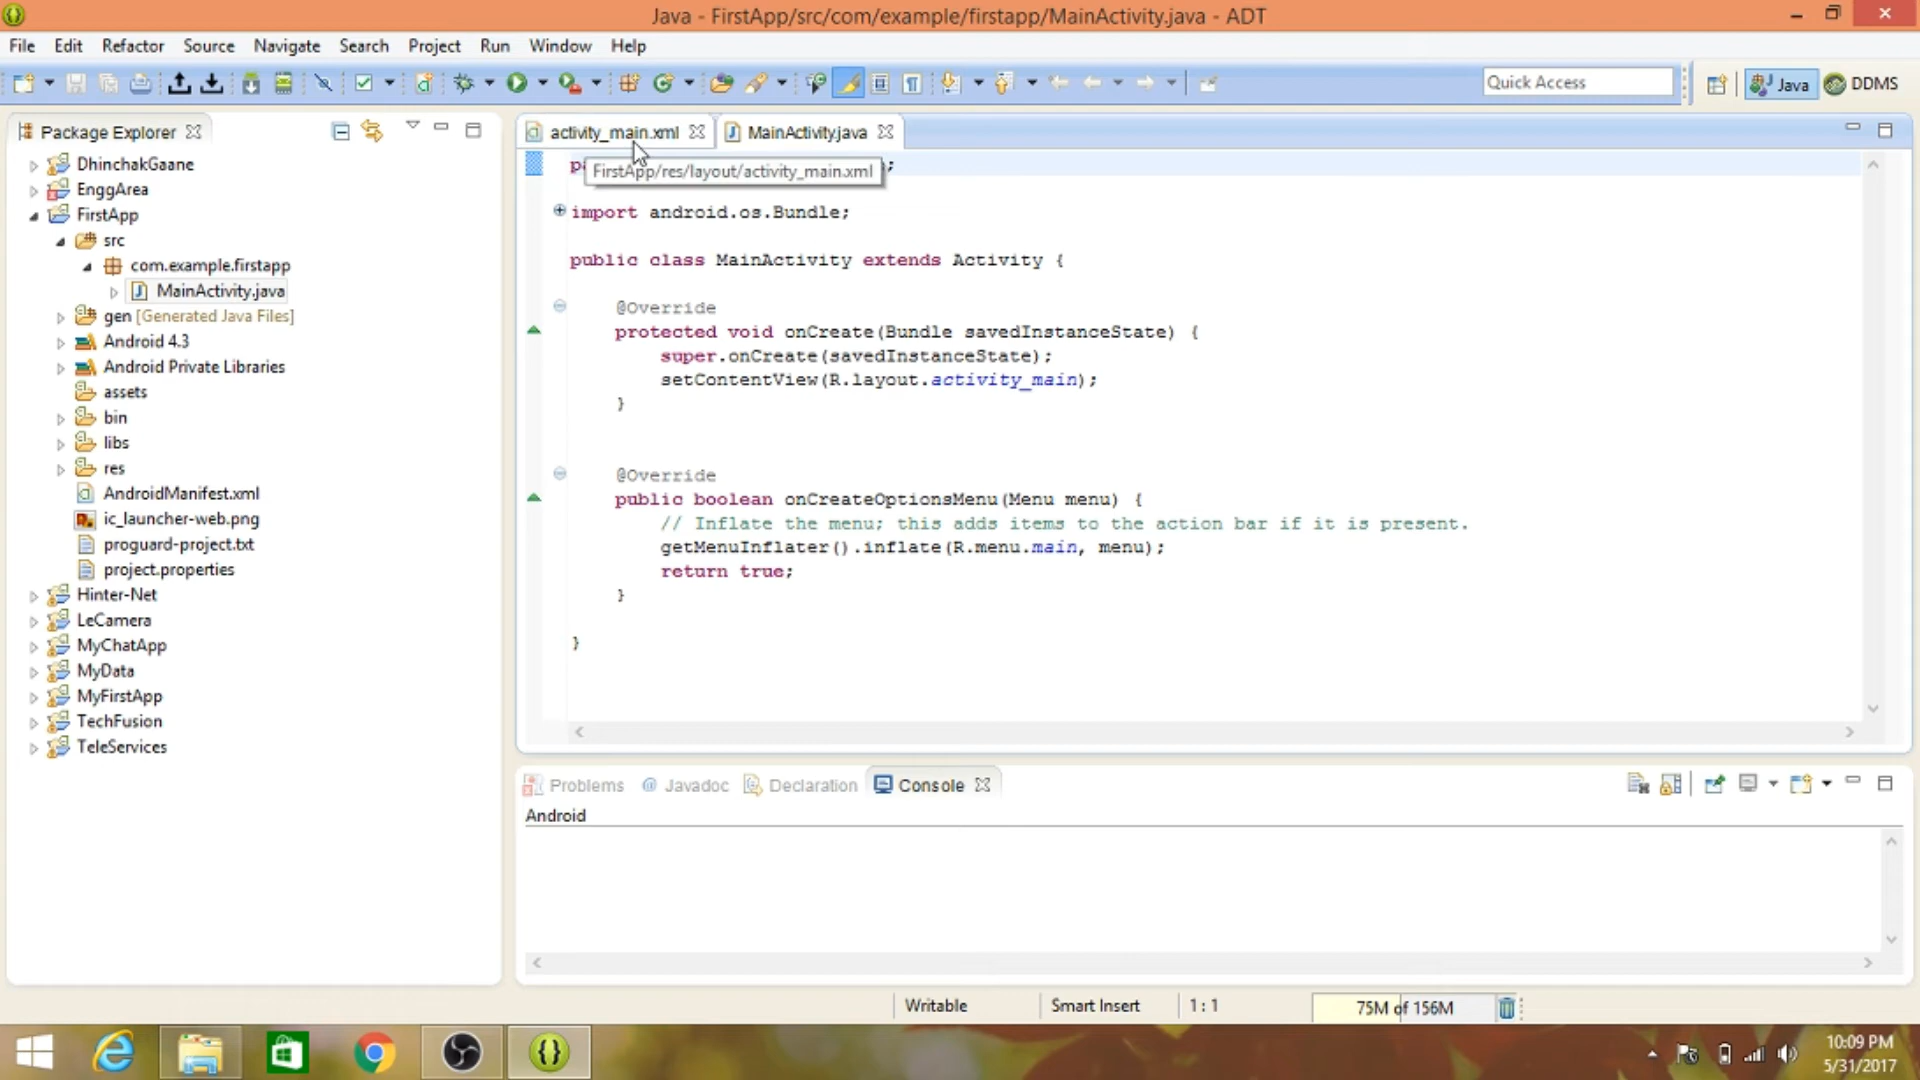 Java - FirstApp/src/com/example/firstapp/MainActivity.java - ADT
File Edit Refactor Source Navigate Search Project Run Window Help
Quick Access
Java
DDMS
Package Explorer
DhinchakGaane
EnggArea
FirstApp
src
com.example.firstapp
MainActivity.java
gen [Generated Java Files]
Android 4.3
Android Private Libraries
assets
bin
libs
res
AndroidManifest.xml
ic_launcher-web.png
proguard-project.txt
project.properties
Hinter-Net
LeCamera
MyChatApp
MyData
MyFirstApp
TechFusion
TeleServices
activity_main.xml
MainActivity.java
FirstApp/res/layout/activity_main.xml
import android.os.Bundle;
public class MainActivity extends Activity {
@Override
protected void onCreate(Bundle savedInstanceState) {
super.onCreate(savedInstanceState);
setContentView(R.layout.activity_main);
}
@Override
public boolean onCreateOptionsMenu(Menu menu) {
// Inflate the menu; this adds items to the action bar if it is present.
getMenuInflater().inflate(R.menu.main, menu);
return true;
}
}
Problems @ Javadoc Declaration Console
Android
Writable Smart Insert 1 : 1 75M of 156M
10:09 PM
5/31/2017